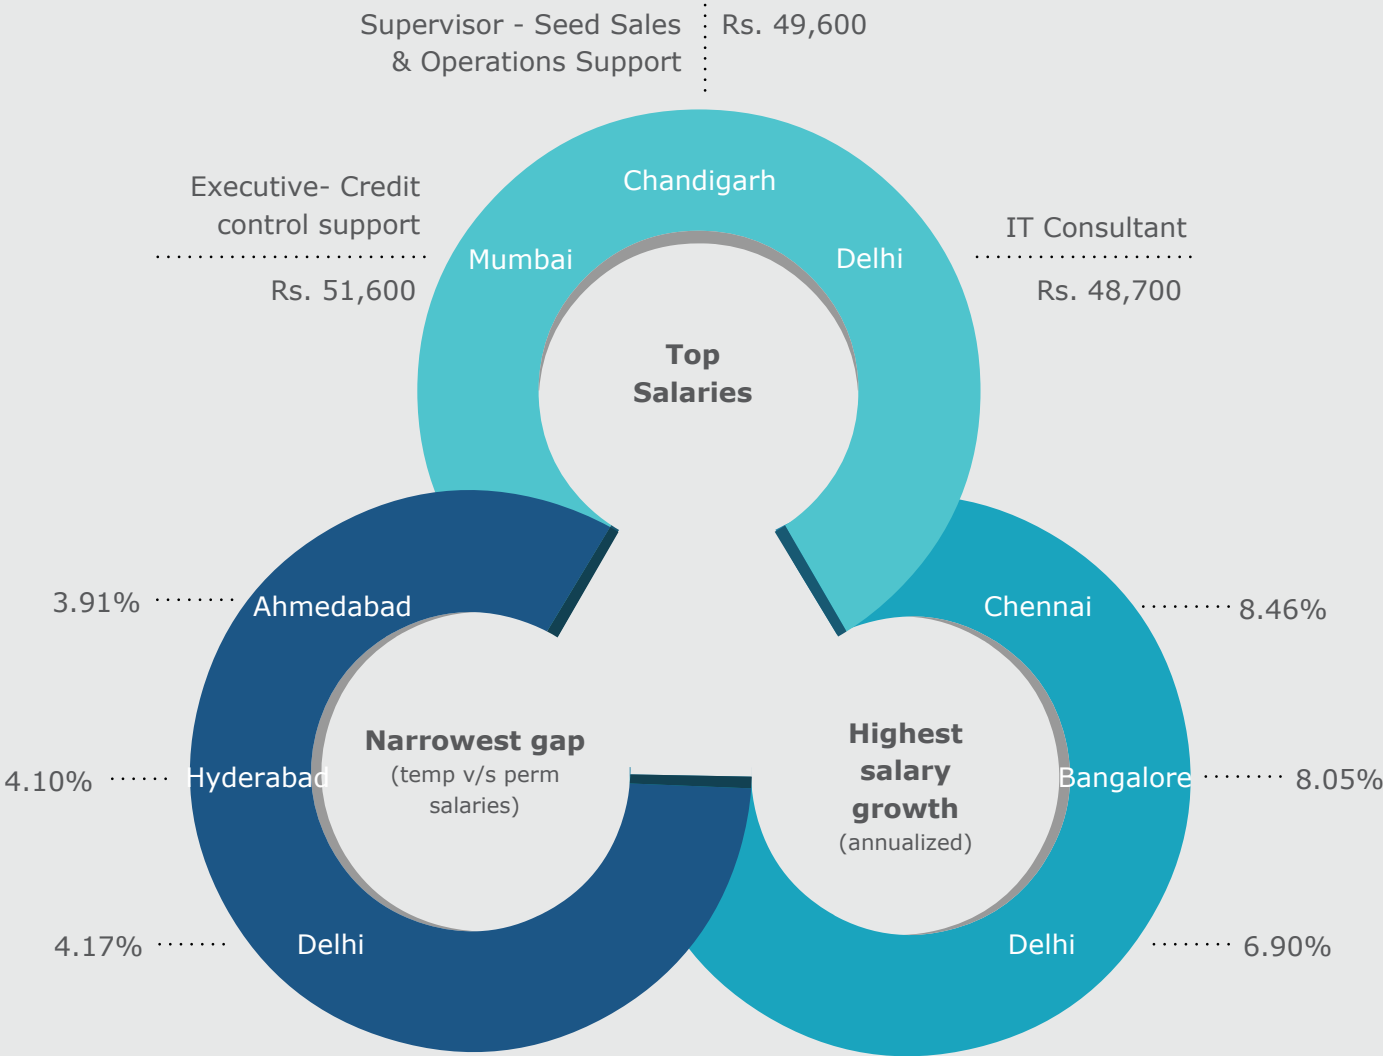 Supervisor - Seed Sales
& Operations Support
Rs. 49,600
Executive- Credit
control support
Rs. 51,600
Chandigarh
Mumbai
Delhi
IT Consultant
Rs. 48,700
Top
Salaries
3.91%
Ahmedabad
4.10%
Hyderabad
4.17%
Delhi
Narrowest gap
(temp v/s perm
salaries)
Chennai
8.46%
Bangalore
8.05%
Delhi
6.90%
Highest
salary
growth
(annualized)